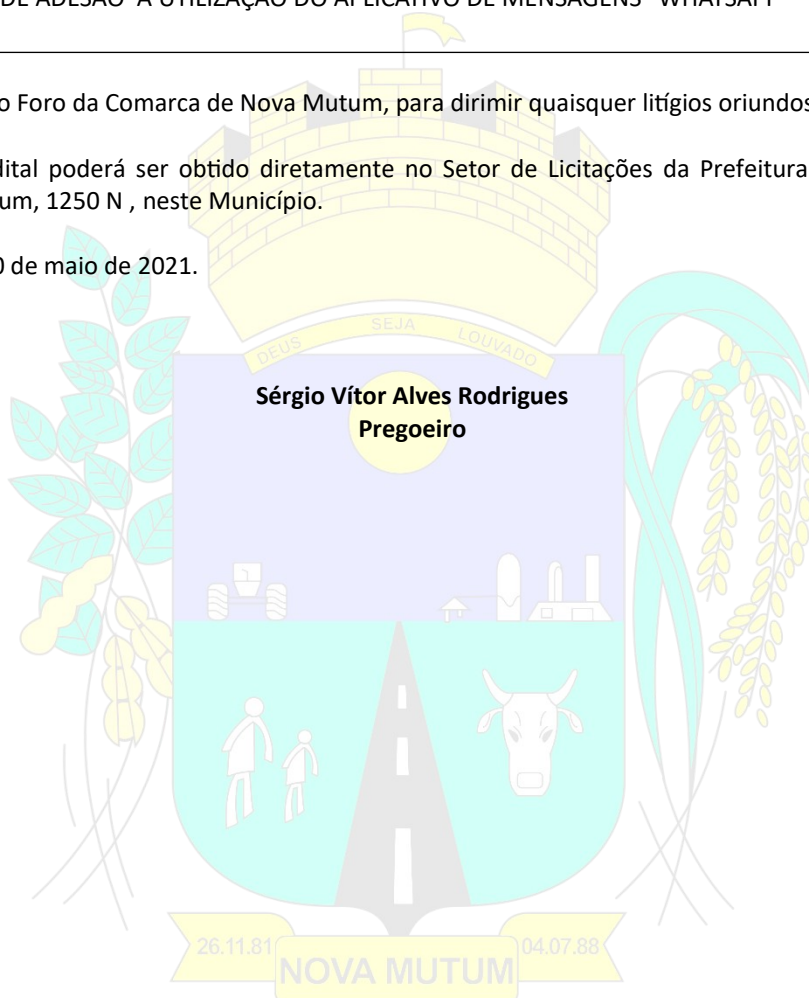 DE ADESÃO À UTILIZAÇÃO DO APLICATIVO DE MENSAGENS "WHATSAPP"
o Foro da Comarca de Nova Mutum, para dirimir quaisquer litígios oriundos
dital poderá ser obtido diretamente no Setor de Licitações da Prefeitura
um, 1250 N , neste Município.
0 de maio de 2021.
DEUS SEJA LOUVADO
Sérgio Vítor Alves Rodrigues
Pregoeiro
26.11.81
04.07.88
NOVA MUTUM